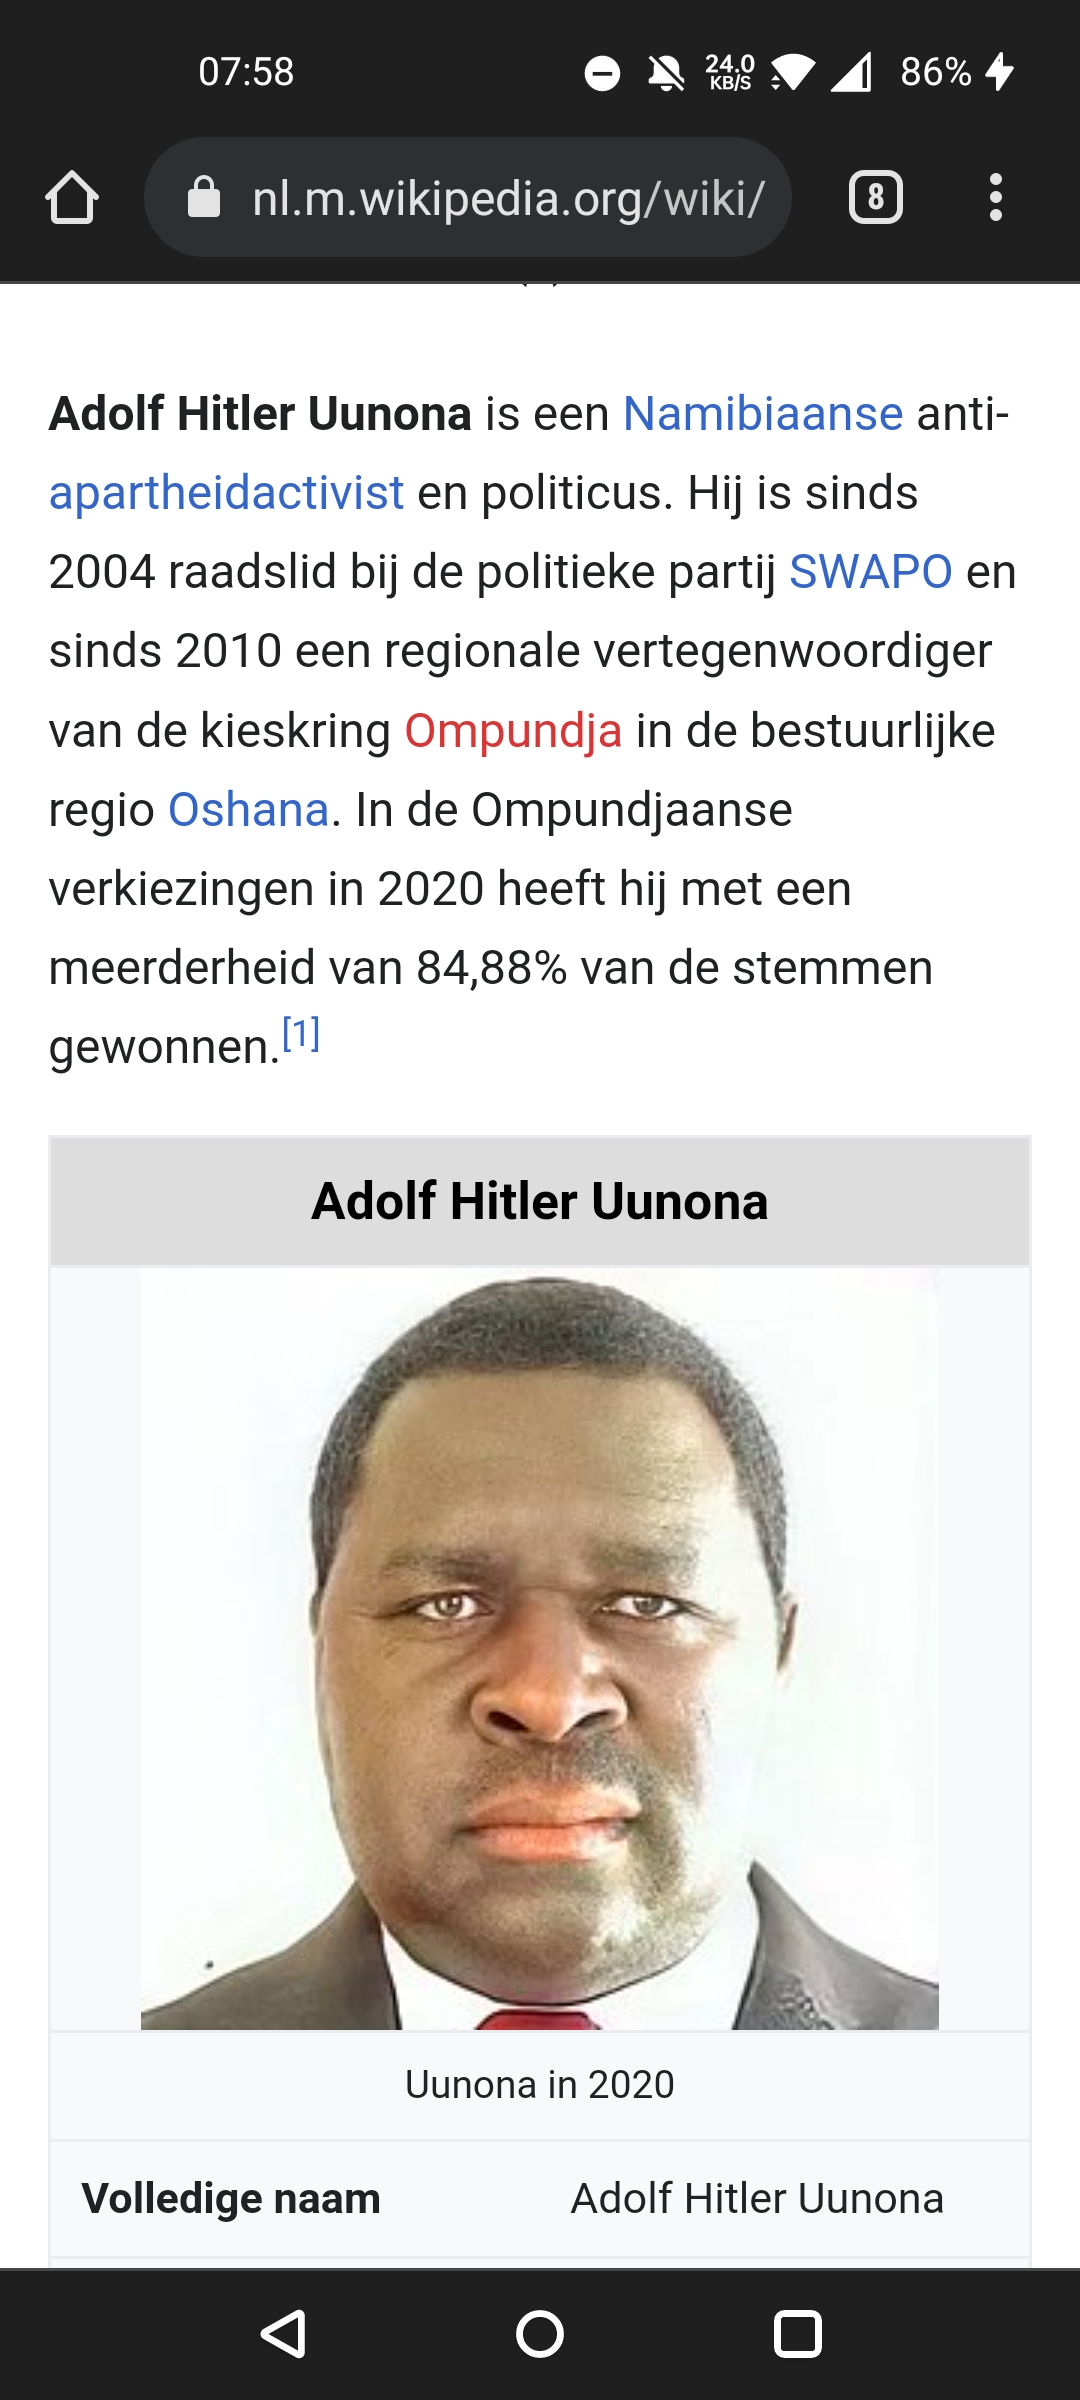 07:58
24.0
KB/S
86%
nl.m.wikipedia.org/wiki/
8
Adolf Hitler Uunona is een Namibiaanse anti-
apartheidactivist en politicus. Hij is sinds
2004 raadslid bij de politieke partij SWAPO en
sinds 2010 een regionale vertegenwoordiger
van de kieskring Ompundja in de bestuurlijke
regio Oshana. In de Ompundjaanse
verkiezingen in 2020 heeft hij met een
meerderheid van 84,88% van de stemmen
gewonnen.[1]
Adolf Hitler Uunona
Uunona in 2020
Volledige naam Adolf Hitler Uunona